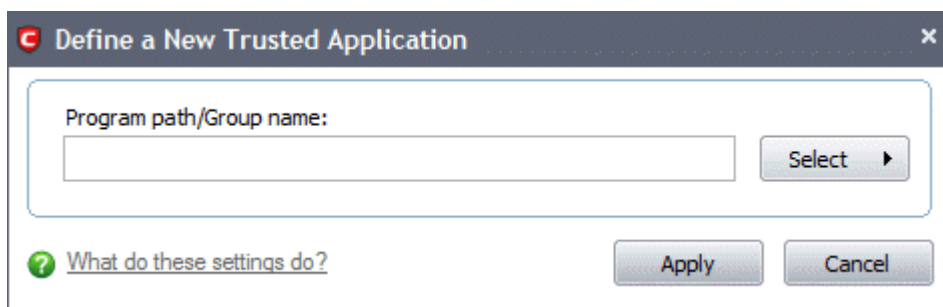 Define a New Trusted Application
Program path/Group name:
Select
What do these settings do?
Apply
Cancel